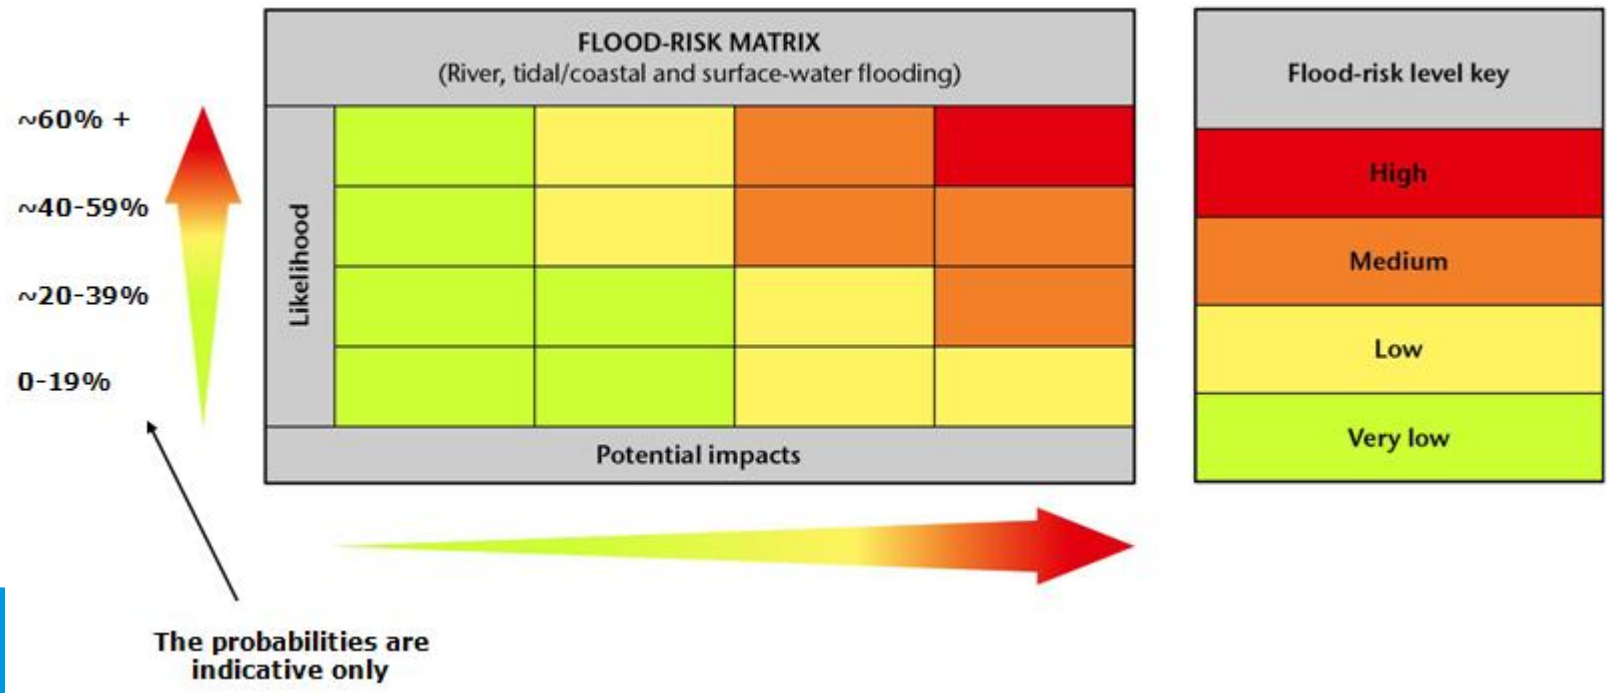 FLOOD-RISK MATRIX
(River, tidal/coastal and surface-water flooding)
~60% +
~40-59%
~20-39%
0-19%
Likelihood
Potential impacts
The probabilities are
indicative only
Flood-risk level key
High
Medium
Low
Very low